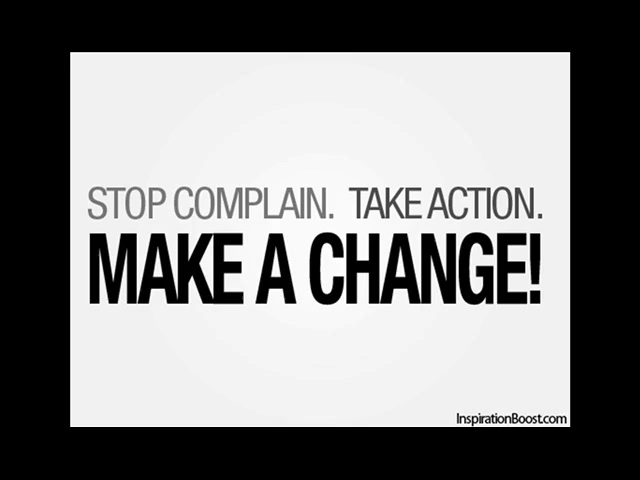 STOP COMPLAIN. TAKE ACTION.
MAKE A CHANGE!
InspirationBoost.com